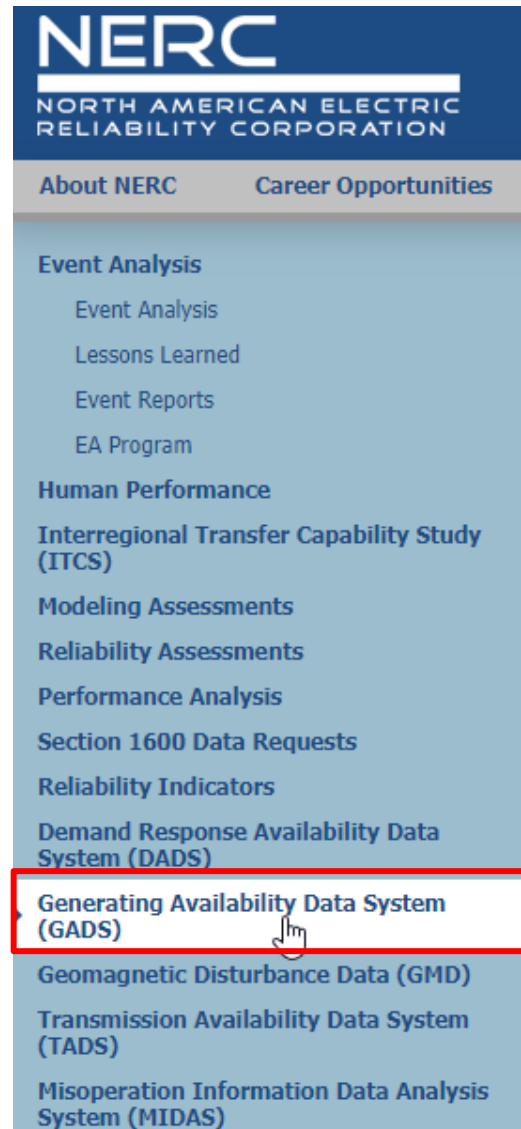 NERC
NORTH AMERICAN ELECTRIC
RELIABILITY CORPORATION
About NERC Career Opportunities
Event Analysis
Event Analysis
Lessons Learned
Event Reports
EA Program
Human Performance
Interregional Transfer Capability Study
(ITCS)
Modeling Assessments
Reliability Assessments
Performance Analysis
Section 1600 Data Requests
Reliability Indicators
Demand Response Availability Data
System (DADS)
Generating Availability Data System
(GADS)
Geomagnetic Disturbance Data (GMD)
Transmission Availability Data System
(TADS)
Misoperation Information Data Analysis
System (MIDAS)